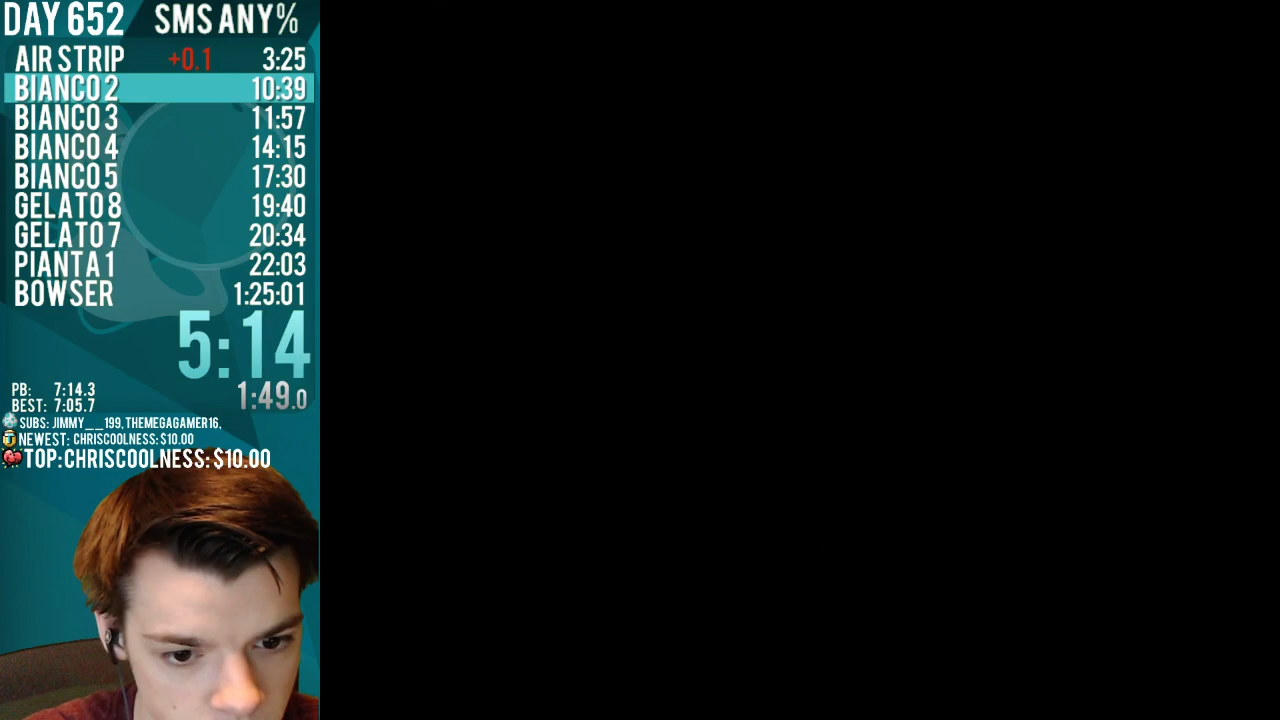 DAY 652 SMS ANY%
AIR STRIP +0.1 3:25
BIANCO 2 10:39
BIANCO 3 11:57
BIANCO 4 14:15
BIANCO 5 17:30
GELATO 8 19:40
GELATO 7 20:34
PIANTA 1 22:03
BOWSER 1:25:01
5:14
PB: 7:14.3 1:49.0
BEST: 7:05.7
SUBS: JIMMY__199, THEMEGAGAMER16,
NEWEST: CHRISCOOLNESS: $10.00
TOP: CHRISCOOLNESS: $10.00